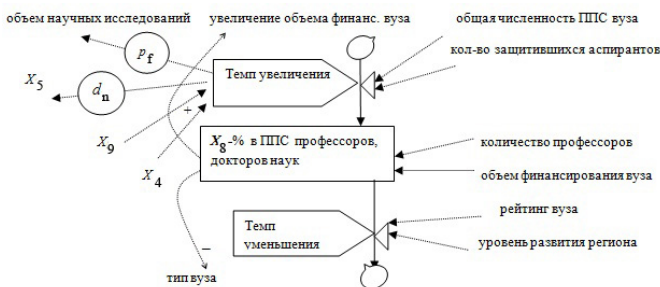 объем научных исследований
увеличение объема финанс. вуза
общая численность ППС вуза
p_f
кол-во защитившихся аспирантов
X_5
d_n
Темп увеличения
+
X_9
X_4
X_8-% в ППС профессоров,
докторов наук
количество профессоров
объем финансирования вуза
рейтинг вуза
Темп
уменьшения
уровень развития региона
–
тип вуза